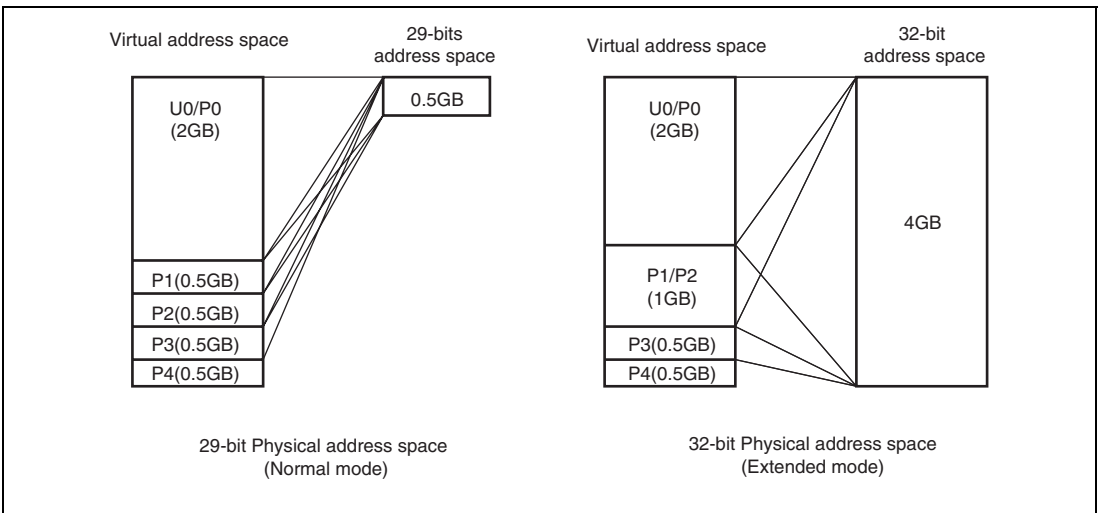 Virtual address space
29-bits
address space
U0/P0
(2GB)
0.5GB
P1(0.5GB)
P2(0.5GB)
P3(0.5GB)
P4(0.5GB)
29-bit Physical address space
(Normal mode)
Virtual address space
32-bit
address space
U0/P0
(2GB)
4GB
P1/P2
(1GB)
P3(0.5GB)
P4(0.5GB)
32-bit Physical address space
(Extended mode)